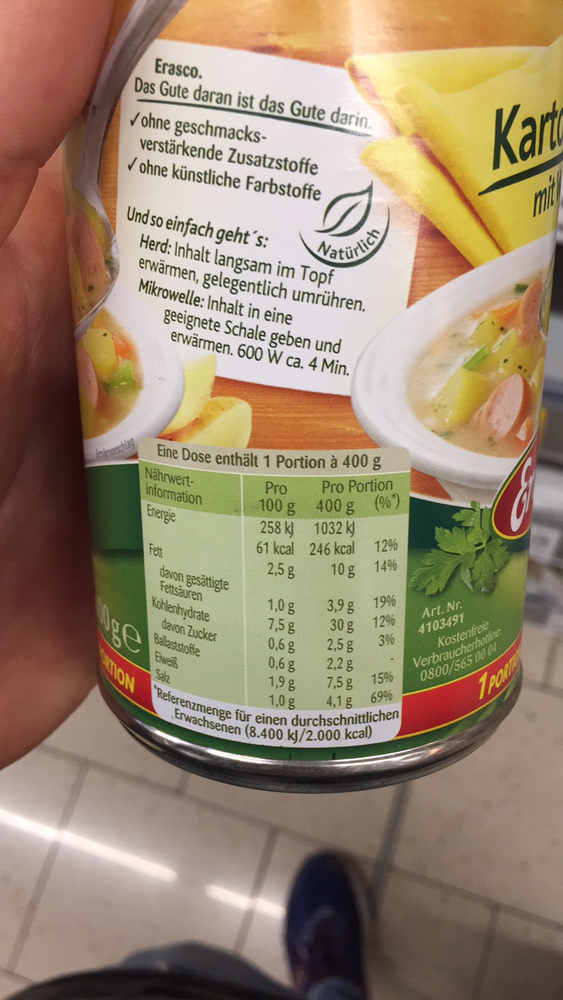 Erasco.
Das Gute daran ist das Gute darin.
✓ohne geschmacks-
verstärkende Zusatzstoffe
✓ohne künstliche Farbstoffe
Natürlich
Und so einfach geht´s:
Herd: Inhalt langsam im Topf
erwärmen, gelegentlich umrühren.
Mikrowelle: Inhalt in eine
geeignete Schale geben und
erwärmen. 600 W ca. 4 Min.
mit
Eine Dose enthält 1 Portion à 400 g
Nährwert-
information Pro 100 g Pro Portion 400 g (%*)
Energie 258 kJ 1032 kJ
61 kcal 246 kcal 12%
Fett 2,5 g 10 g 14%
davon gesättigte
Fettsäuren 1,0 g 3,9 g 19%
Kohlenhydrate 7,5 g 30 g 12%
davon Zucker 0,6 g 2,5 g 3%
Ballaststoffe 0,6 g 2,2 g -
Eiweiß 1,9 g 7,5 g 15%
Salz 1,0 g 4,1 g 69%
*Referenzmenge für einen durchschnittlichen
Erwachsenen (8.400 kJ/2.000 kcal)
Art. Nr.
4103491
Kostenfreie
Verbraucherhotline:
0800/565 00 04